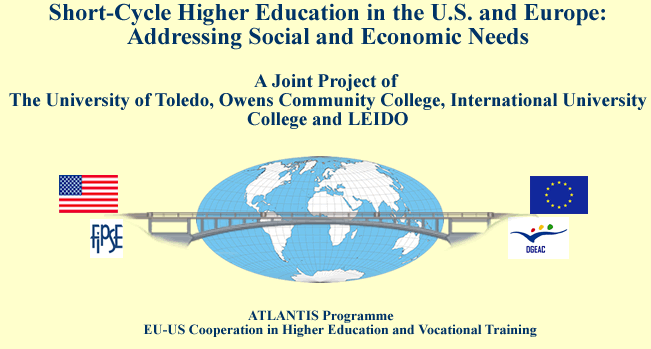 Short-Cycle Higher Education in the U.S. and Europe:
Addressing Social and Economic Needs
A Joint Project of
The University of Toledo, Owens Community College, International University
College and LEIDO
FIPSE
DGEAC
ATLANTIS Programme
EU-US Cooperation in Higher Education and Vocational Training